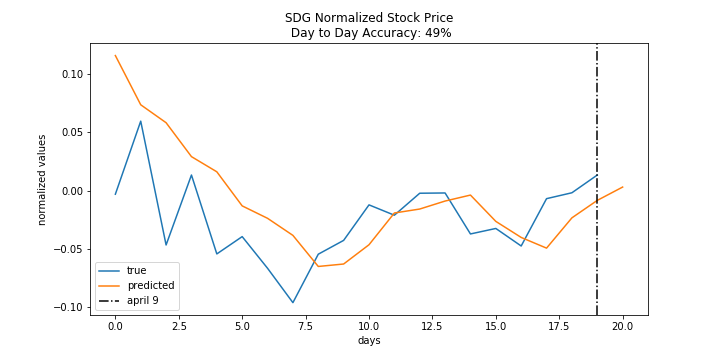 SDG Normalized Stock Price
Day to Day Accuracy: 49%
normalized values
0.10
0.05
0.00
−0.05
−0.10
true
predicted
april 9
0.0 2.5 5.0 7.5 10.0 12.5 15.0 17.5 20.0
days